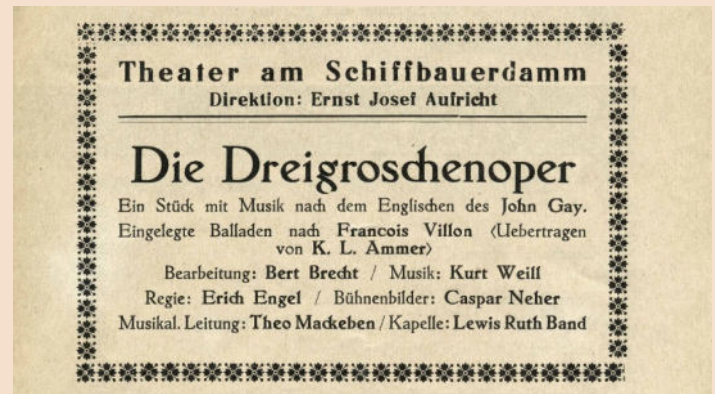 Theater am Schiffbauerdamm
Direktion: Ernst Josef Aufricht
Die Dreigroschenoper
Ein Stück mit Musik nach dem Englischen des John Gay.
Eingelegte Balladen nach Francois Villon (Uebertragen
von K. L. Ammer)
Bearbeitung: Bert Brecht / Musik: Kurt Weill
Regie: Erich Engel / Bühnenbilder: Caspar Neher
Musikal. Leitung: Theo Mackeben / Kapelle: Lewis Ruth Band